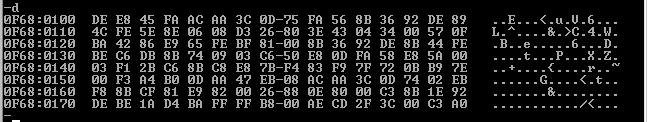 -d
0F68:0100  DE E8 45 FA AC AA 3C 0D-75 FA 56 8B 36 92 DE 89  ..E...<.u.V.6...
0F68:0110  4C FE 5E 8E 06 08 D3 26-80 3E 43 04 34 00 57 0F  L.^....&.>C.4.W.
0F68:0120  BA 42 86 E9 65 FE BF 81-00 8B 36 92 DE 8B 44 FE  .B..e.....6...D.
0F68:0130  BE C6 DB 8B 74 09 03 C6-50 E8 0D FA 58 E8 5A 00  ....t...P...X.Z.
0F68:0140  03 F1 2B C6 8B C8 E8 7B-F4 83 F9 7F 72 0B B9 7E  ..+....{....r..~
0F68:0150  00 F3 A4 B0 0D AA 47 EB-08 AC AA 3C 0D 74 02 EB  ......G....<.t..
0F68:0160  F8 8B CF 81 E9 82 00 26-88 0E 80 00 C3 8B 1E 92  .......&........
0F68:0170  DE BE 1A D4 BA FF FF B8-00 AE CD 2F 3C 00 C3 A0  .........../<...
-